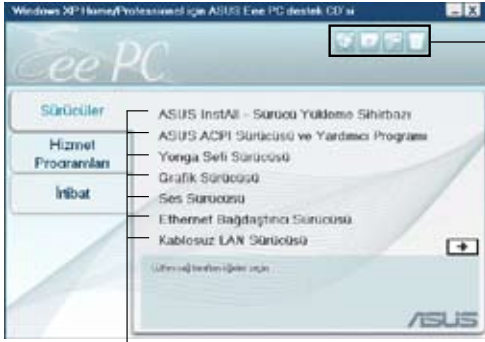 Windows XP Home/Professionel için ASUS Eee PC destek CD'si
Eee PC
Sürücüler
Hizmet
Programları
İrtibat
ASUS InstAll - Sürücü Yükleme Sihirbazı
ASUS ACPI Sürücüsü ve Yardımcı Programı
Yonga Seti Sürücüsü
Grafik Sürücüsü
Ses Sürücüsü
Ethernet Bağdaştırıcı Sürücüsü
Kablosuz LAN Sürücüsü
ASUS